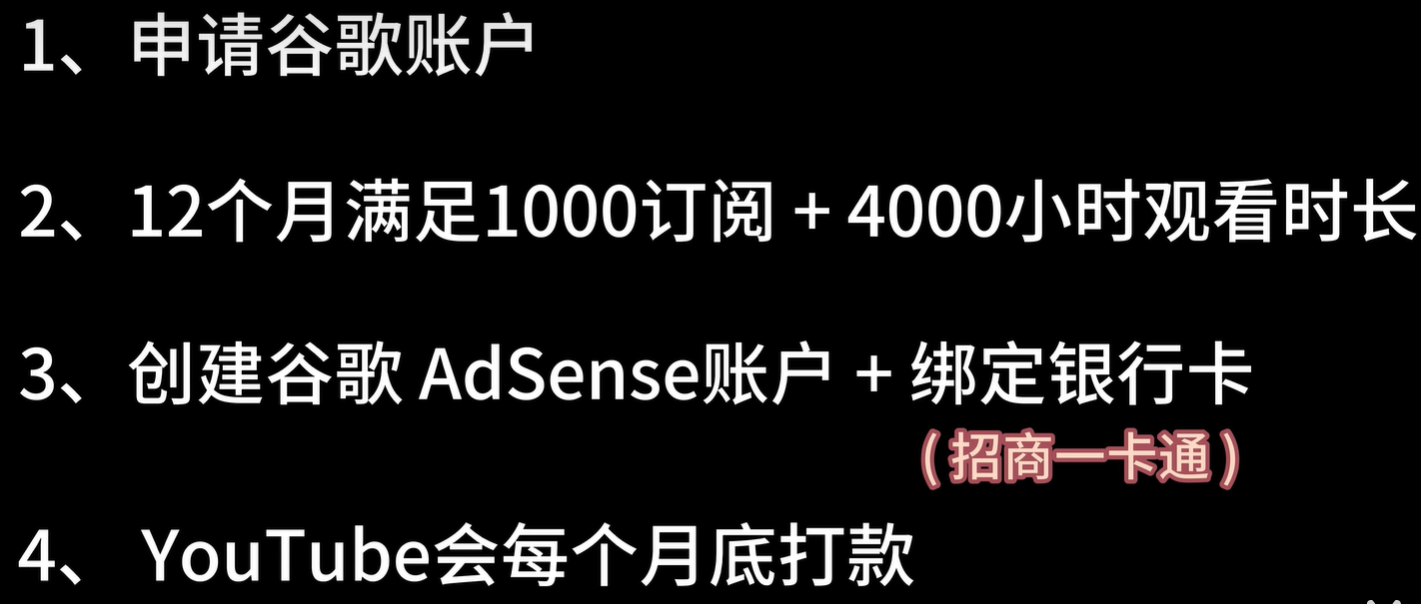 1、申请谷歌账户
2、12个月满足1000订阅 + 4000小时观看时长
3、创建谷歌 AdSense账户 + 绑定银行卡
(招商一卡通)
4、 YouTube会每个月底打款